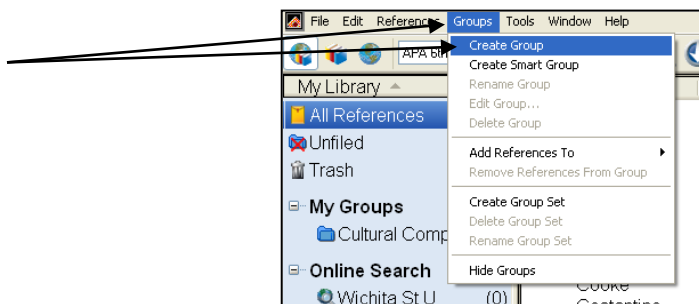 File Edit References Groups Tools Window Help
APA 6th
Create Group
Create Smart Group
Rename Group
Edit Group...
Delete Group
Add References To
Remove References From Group
Create Group Set
Delete Group Set
Rename Group Set
Hide Groups
My Library
All References
Unfiled
Trash
My Groups
Cultural Comp
Online Search
Wichita St U (0)
Cooke